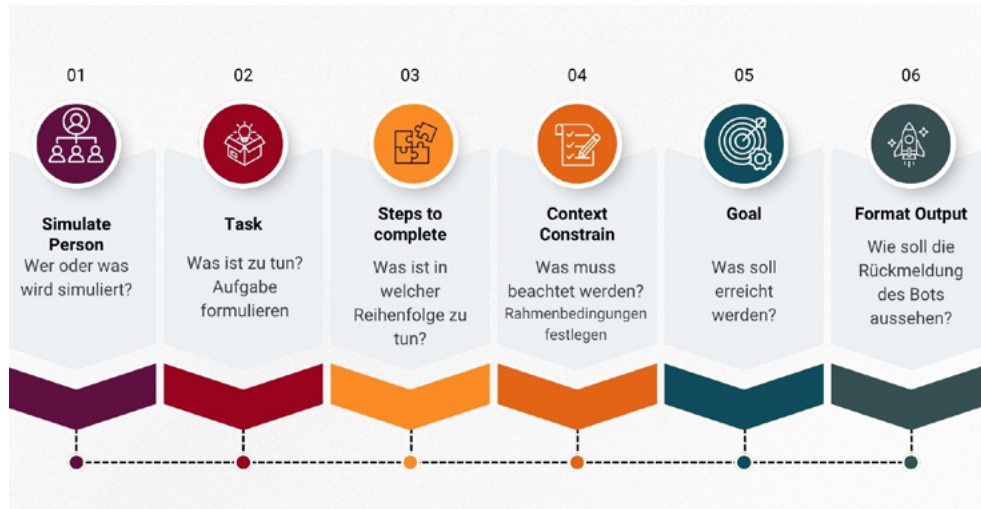 01
Simulate
Person
Wer oder was
wird simuliert?
02
Task
Was ist zu tun?
Aufgabe
formulieren
03
Steps to
complete
Was ist in
welcher
Reihenfolge zu
tun?
04
Context
Constrain
Was muss
beachtet werden?
Rahmenbedingungen
festlegen
05
Goal
Was soll
erreicht
werden?
06
Format Output
Wie soll die
Rückmeldung
des Bots
aussehen?